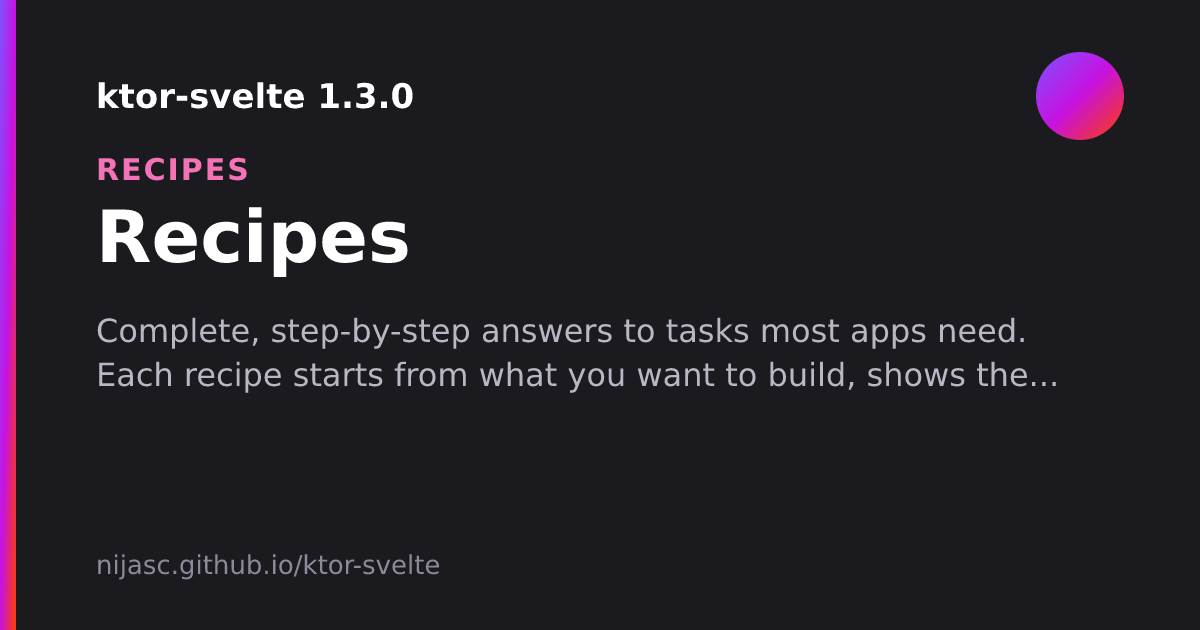 ktor-svelte 1.3.0
RECIPES
Recipes
Complete, step-by-step answers to tasks most apps need.
Each recipe starts from what you want to build, shows the...
nijasc.github.io/ktor-svelte